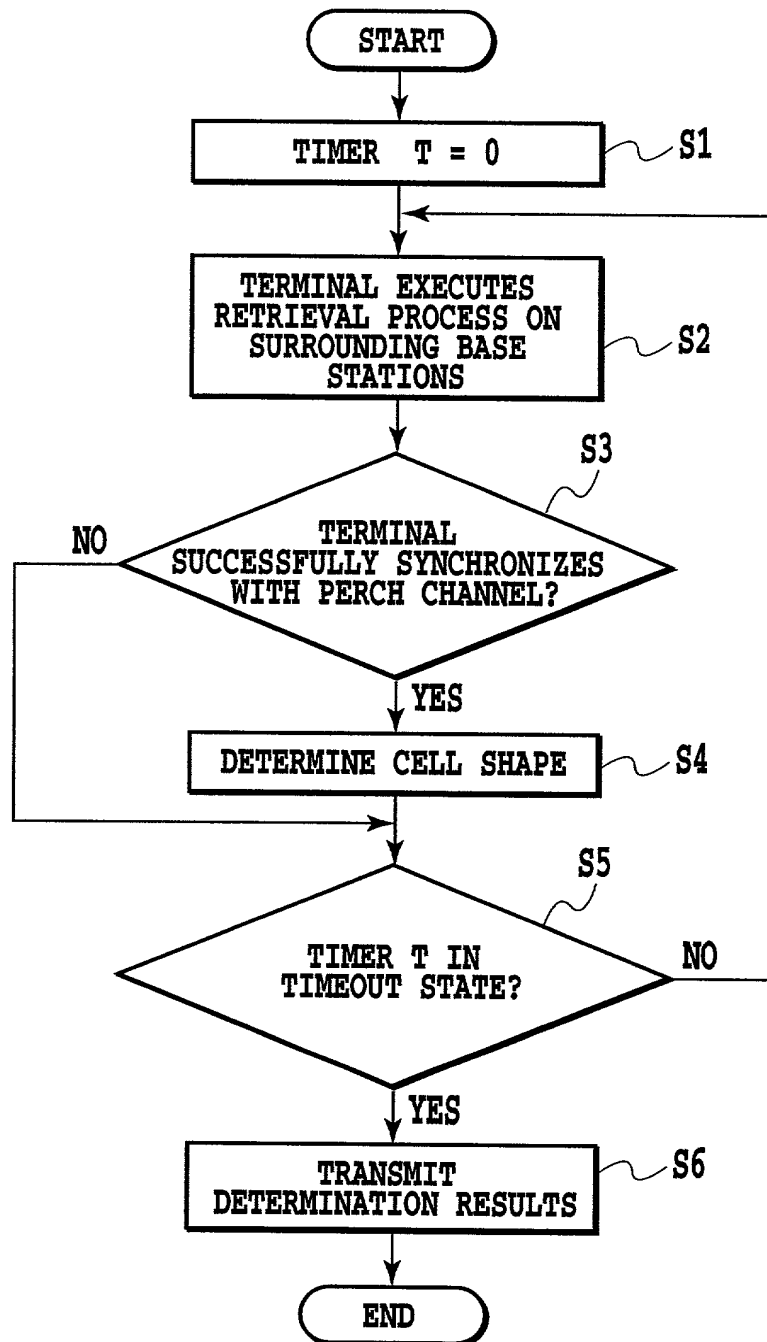 START
TIMER T = 0
S1
TERMINAL EXECUTES
RETRIEVAL PROCESS ON
SURROUNDING BASE
STATIONS
S2
S3
NO
TERMINAL
SUCCESSFULLY SYNCHRONIZES
WITH PERCH CHANNEL?
YES
DETERMINE CELL SHAPE
S4
S5
TIMER T IN
TIMEOUT STATE?
NO
YES
TRANSMIT
DETERMINATION RESULTS
S6
END